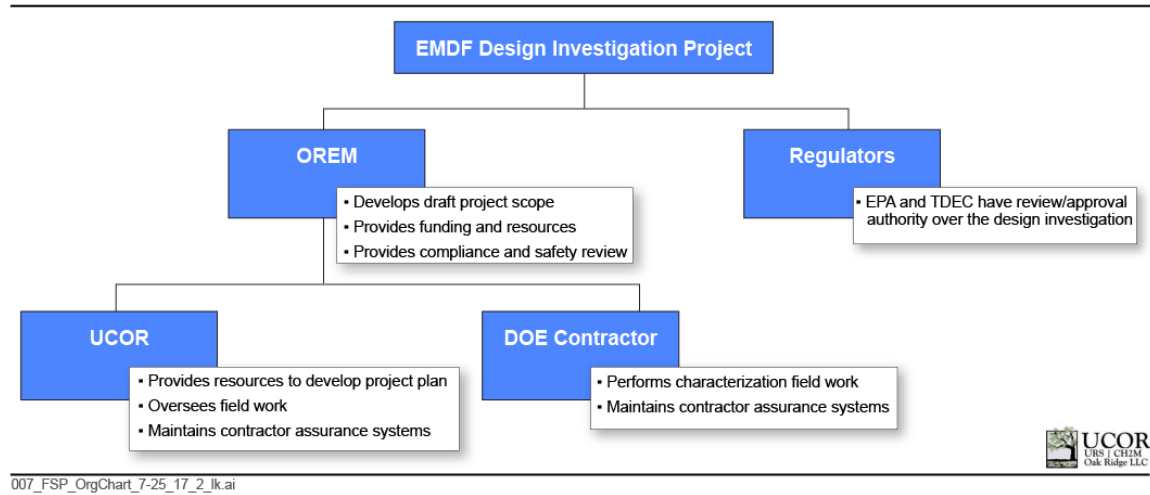 EMDF Design Investigation Project
OREM
▪ Develops draft project scope
▪ Provides funding and resources
▪ Provides compliance and safety review
Regulators
▪ EPA and TDEC have review/approval
authority over the design investigation
UCOR
▪ Provides resources to develop project plan
▪ Oversees field work
▪ Maintains contractor assurance systems
DOE Contractor
▪ Performs characterization field work
▪ Maintains contractor assurance systems
UCOR
URS | CH2M
Oak Ridge LLC
007_FSP_OrgChart_7-25_17_2_lk.ai